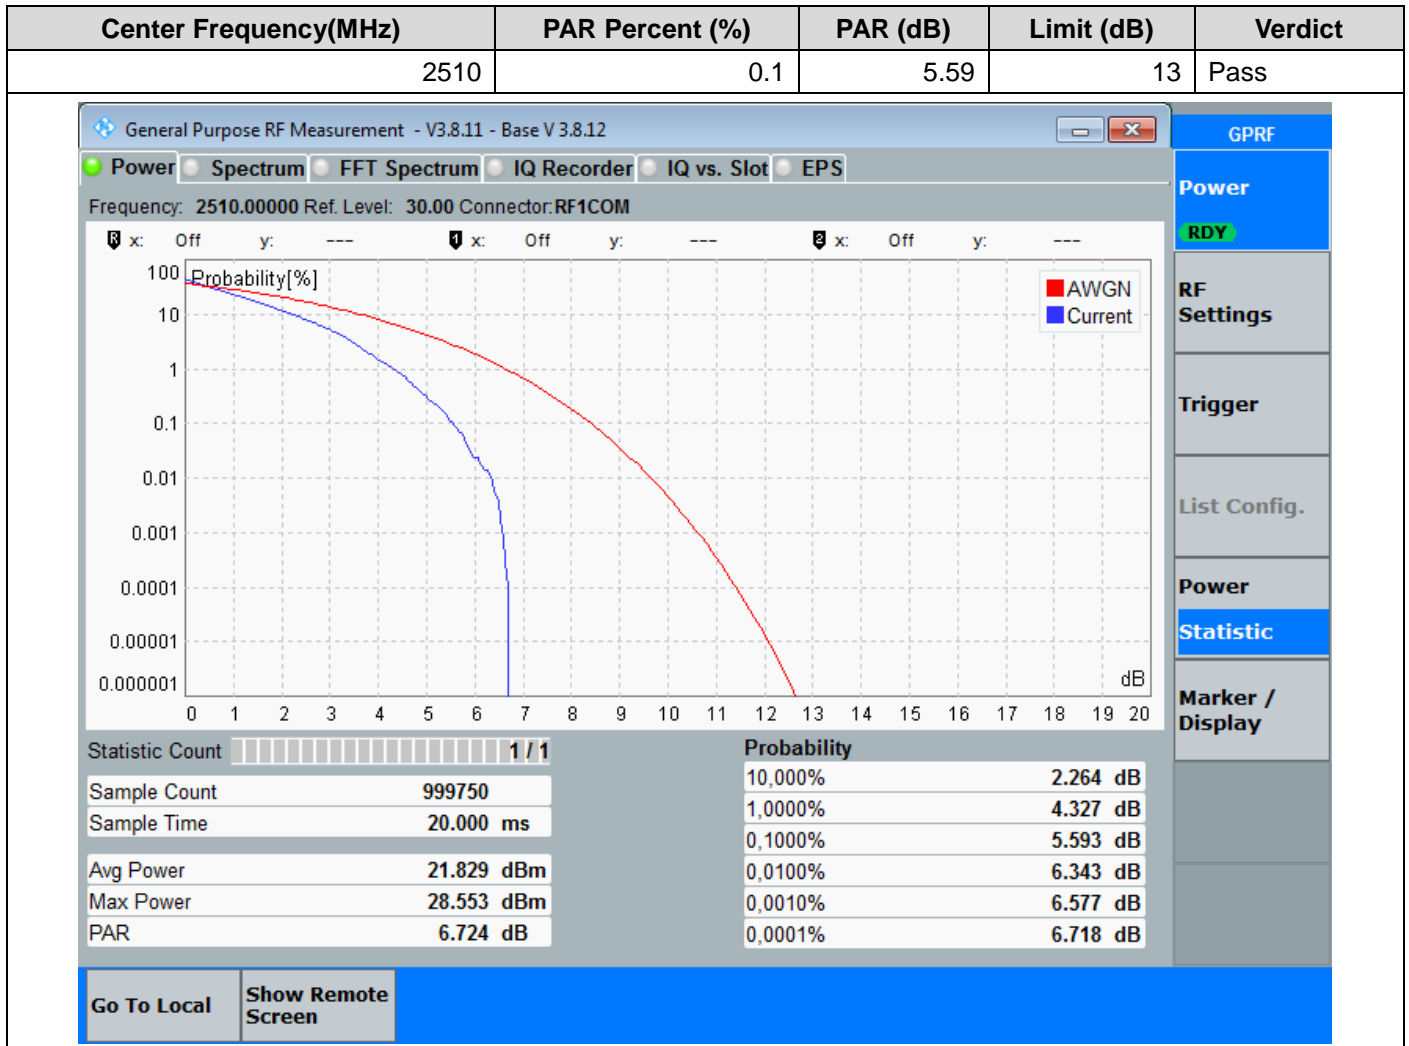 Center Frequency(MHz) PAR Percent (%) PAR (dB) Limit (dB) Verdict
2510 0.1 5.59 13 Pass
General Purpose RF Measurement - V3.8.11 - Base V 3.8.12
GPRF
Power Spectrum FFT Spectrum IQ Recorder IQ vs. Slot EPS
Frequency: 2510.00000 Ref. Level: 30.00 Connector: RF1COM
R x: Off y: --- 1 x: Off y: --- 2 x: Off y: ---
Probability[%]
100
10
1
0.1
0.01
0.001
0.0001
0.00001
0.000001
AWGN
Current
dB
0 1 2 3 4 5 6 7 8 9 10 11 12 13 14 15 16 17 18 19 20
Statistic Count 1 / 1
Sample Count 999750
Sample Time 20.000 ms
Avg Power 21.829 dBm
Max Power 28.553 dBm
PAR 6.724 dB
Probability
10,000% 2.264 dB
1,0000% 4.327 dB
0,1000% 5.593 dB
0,0100% 6.343 dB
0,0010% 6.577 dB
0,0001% 6.718 dB
Power
RDY
RF
Settings
Trigger
List Config.
Power
Statistic
Marker /
Display
Go To Local
Show Remote
Screen